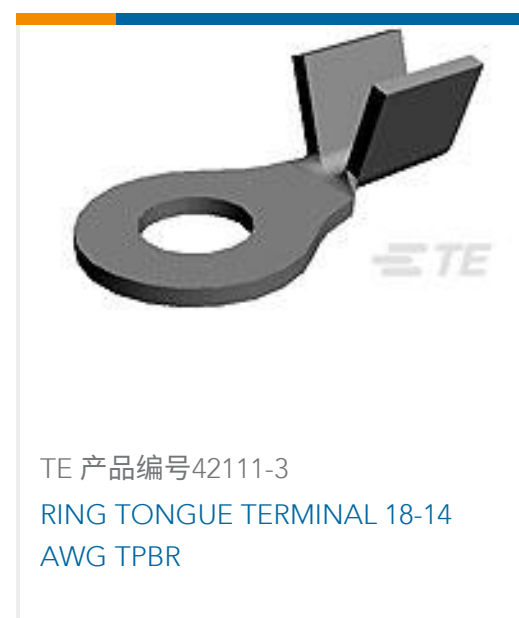 TE
TE 产品编号42111-3
RING TONGUE TERMINAL 18-14
AWG TPBR